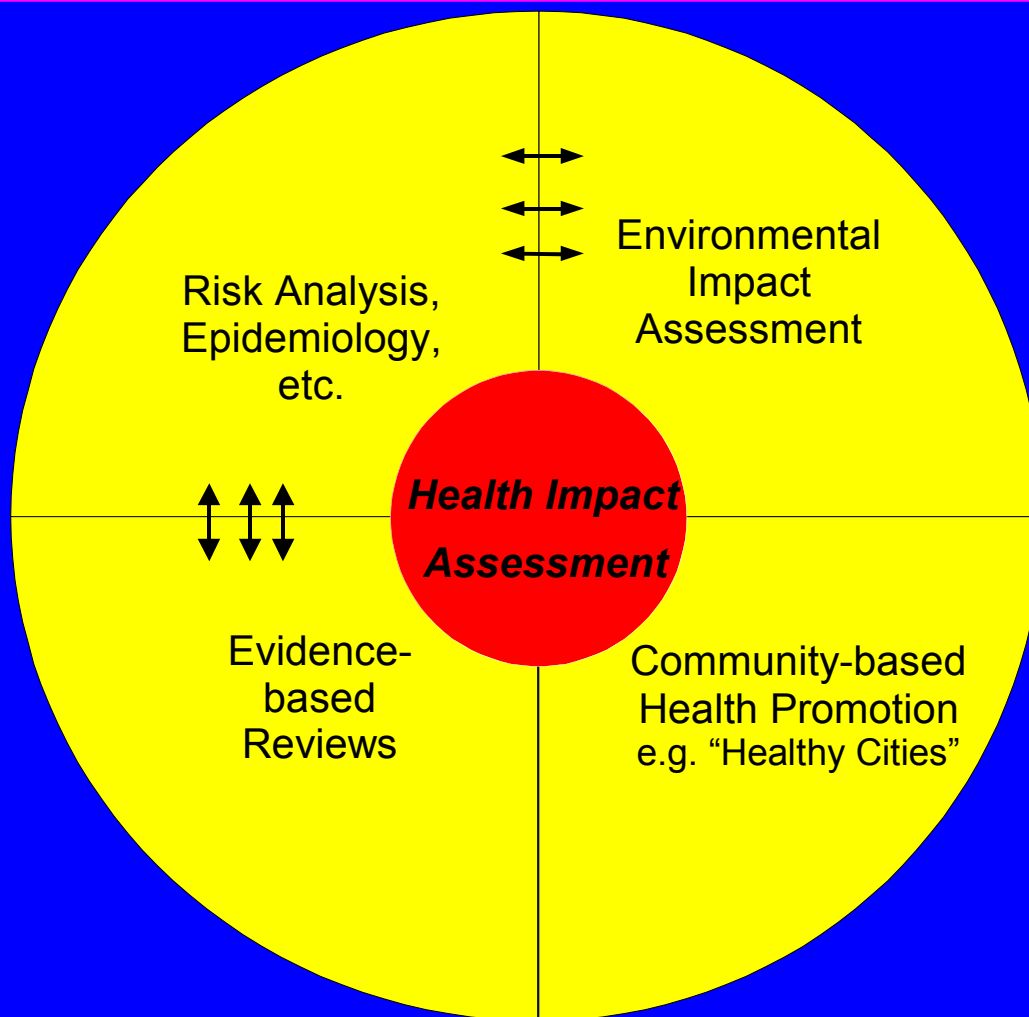 Risk Analysis,
Epidemiology,
etc.
Environmental
Impact
Assessment
Health Impact
Assessment
Evidence-
based
Reviews
Community-based
Health Promotion
e.g. “Healthy Cities”